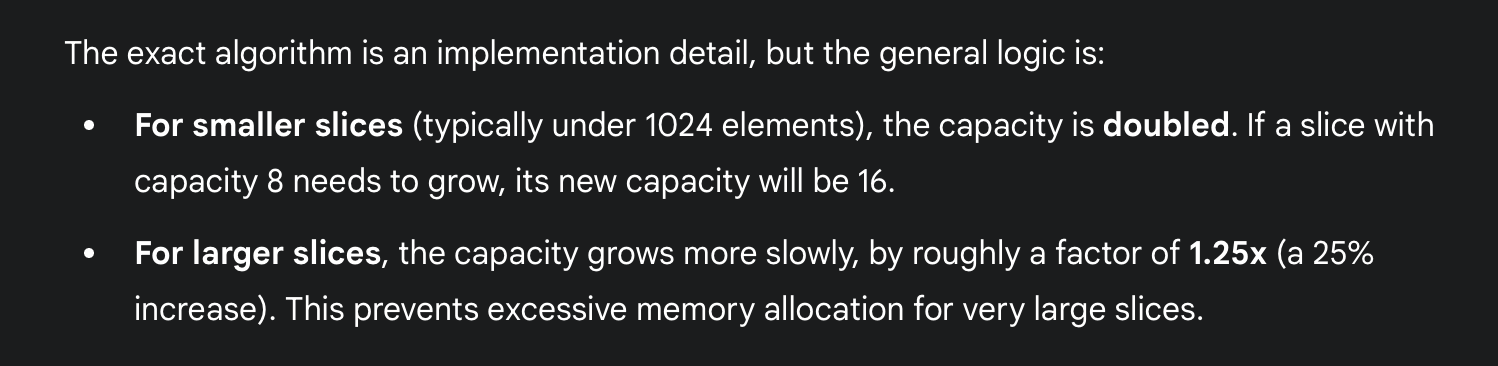 The exact algorithm is an implementation detail, but the general logic is:
• For smaller slices (typically under 1024 elements), the capacity is doubled. If a slice with
capacity 8 needs to grow, its new capacity will be 16.
• For larger slices, the capacity grows more slowly, by roughly a factor of 1.25x (a 25%
increase). This prevents excessive memory allocation for very large slices.